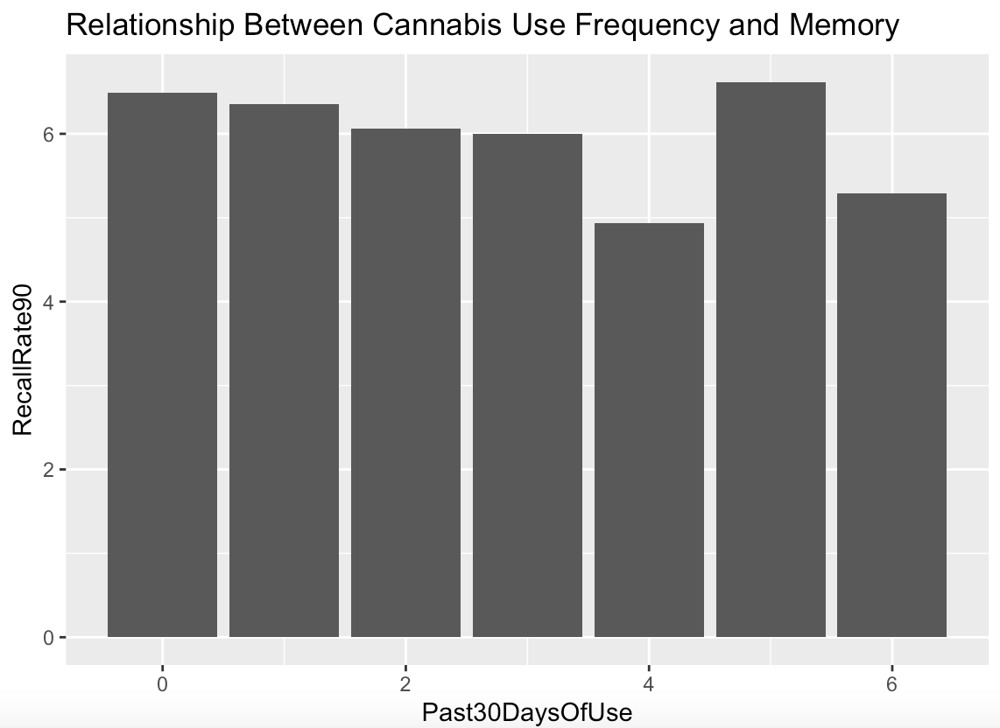 Relationship Between Cannabis Use Frequency and Memory
RecallRate90
6
4
2
0
0 2 4 6
Past30DaysOfUse